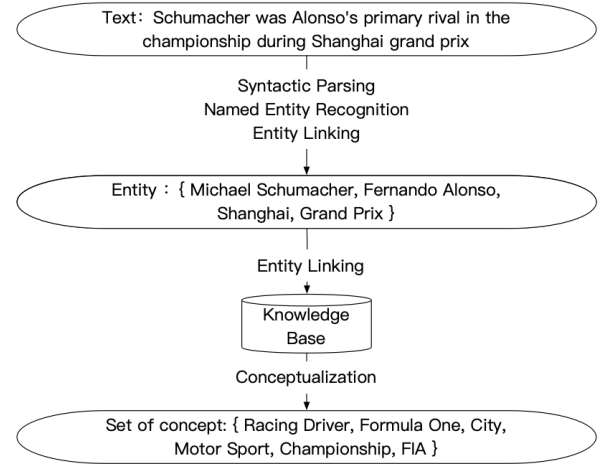 Text: Schumacher was Alonso's primary rival in the
championship during Shanghai grand prix
Syntactic Parsing
Named Entity Recognition
Entity Linking
Entity : { Michael Schumacher, Fernando Alonso,
Shanghai, Grand Prix }
Entity Linking
Knowledge
Base
Conceptualization
Set of concept: { Racing Driver, Formula One, City,
Motor Sport, Championship, FIA }